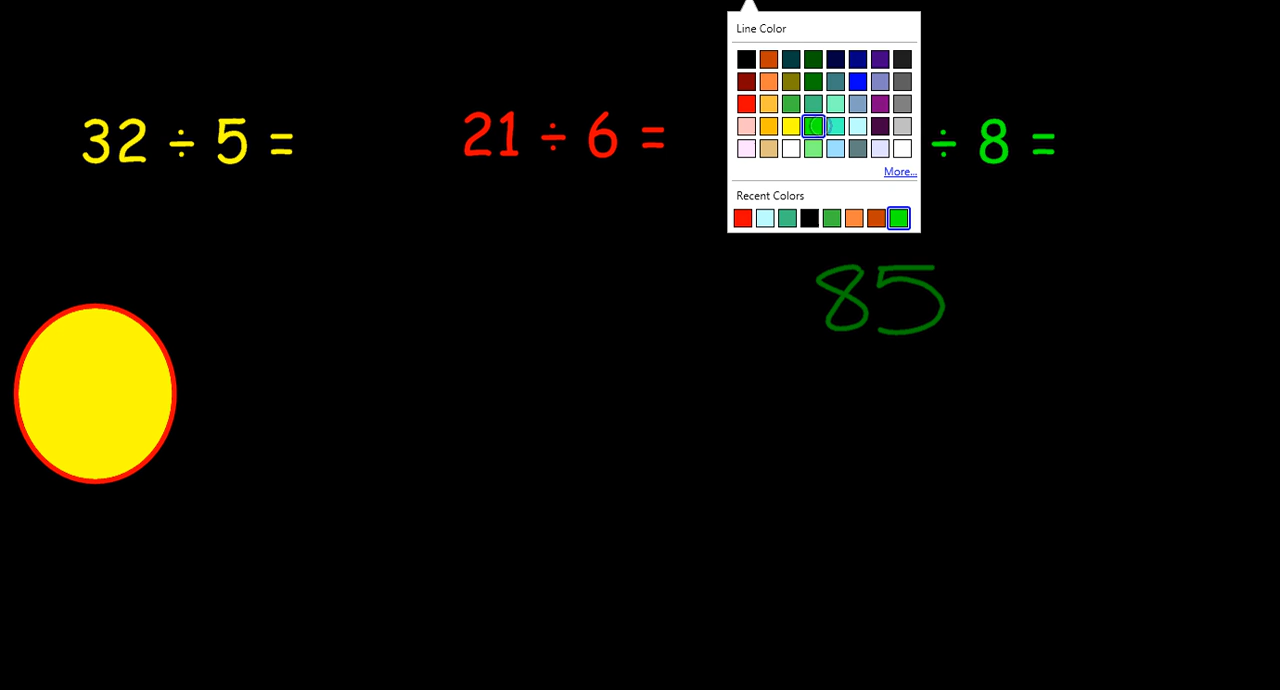 32 ÷ 5 =
21 ÷ 6 =
÷ 8 =
Line Color
More...
Recent Colors
85